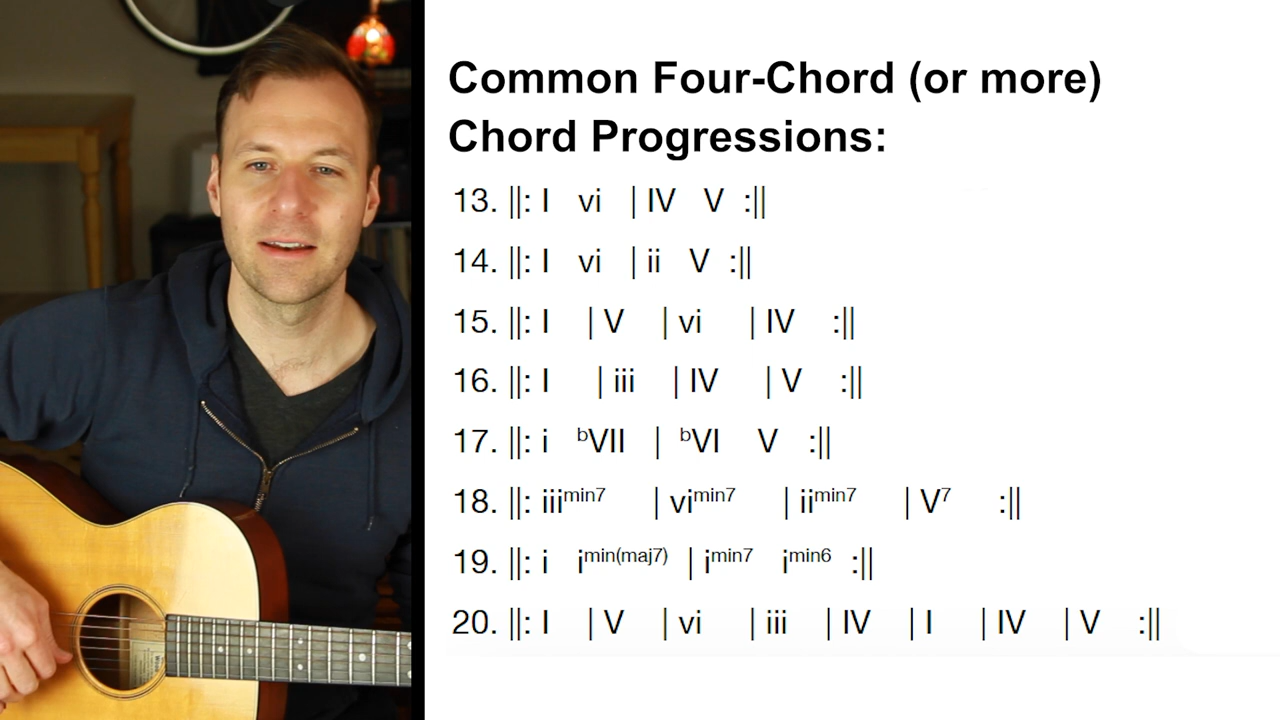 Common Four-Chord (or more)
Chord Progressions:
13. ||: I vi | IV V :||
14. ||: I vi | ii V :||
15. ||: I | V | vi | IV :||
16. ||: I | iii | IV | V :||
17. ||: i bVII | bVI V :||
18. ||: iiimin7 | vimin7 | iimin7 | V7 :||
19. ||: i imin(maj7) | imin7 imin6 :||
20. ||: I | V | vi | iii | IV | I | IV | V :||